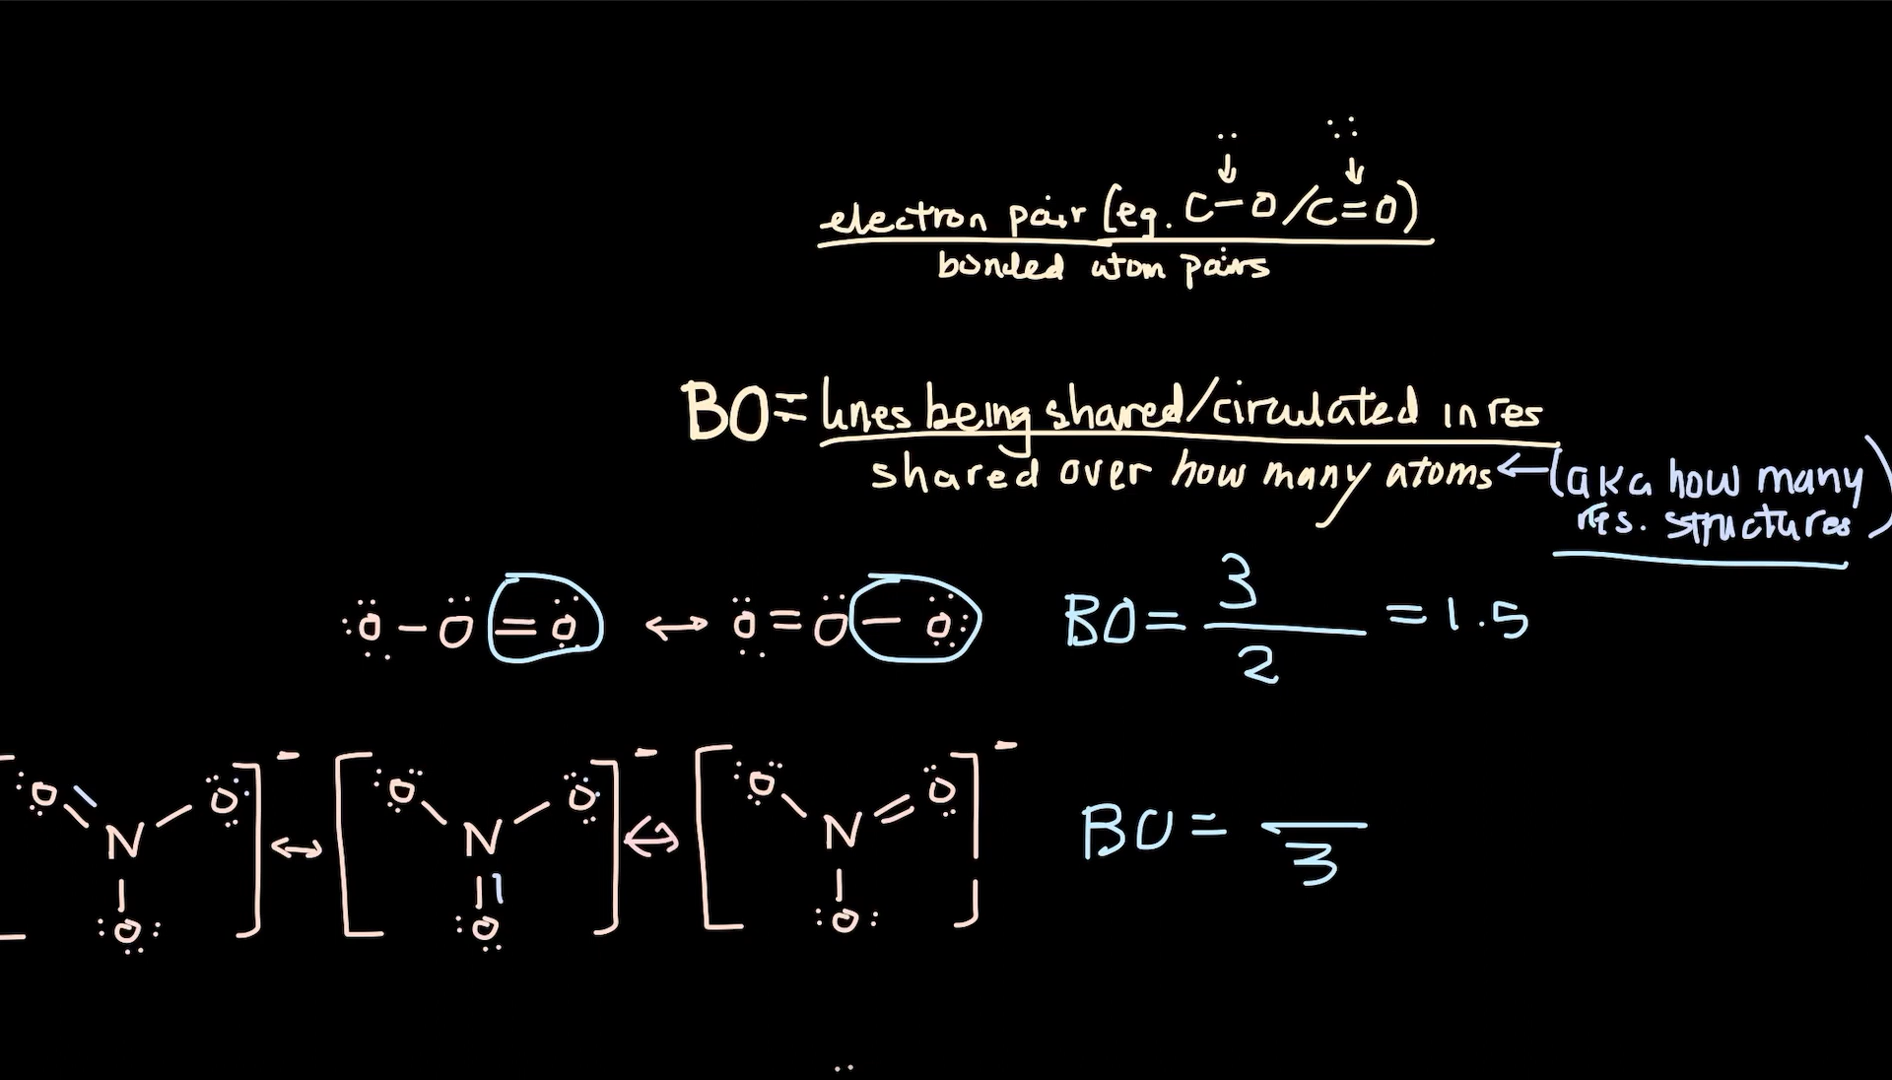 electron pair (eg. C–O/C=O)
bonded atom pairs
BO= lines being shared/circulated in res
shared over how many atoms ← (aka how many
res. structures)
:O–O=O ↔ O=O–O: BO= 3/2 =1.5
O N O O ]⁻ ↔ [ O N O O ]⁻ ↔ [ O N O O ]⁻ BO= /3